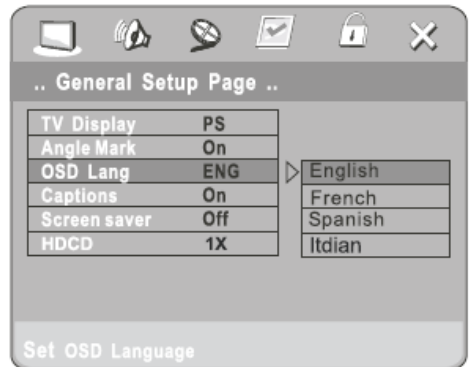 .. General Setup Page ..
TV Display PS
Angle Mark On
OSD Lang ENG
Captions On
Screen saver Off
HDCD 1X
English
French
Spanish
Itdian
Set OSD Language